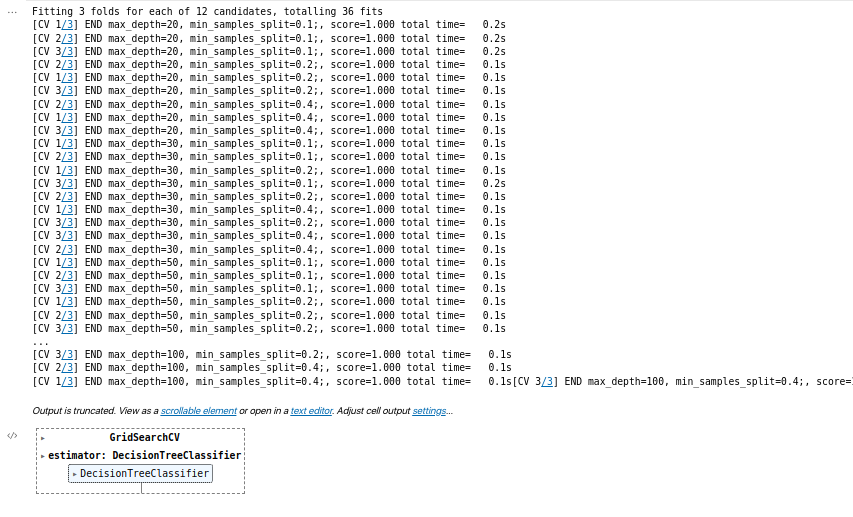 Fitting 3 folds for each of 12 candidates, totalling 36 fits
[CV 1/3] END max_depth=20, min_samples_split=0.1;, score=1.000 total time=   0.2s
[CV 2/3] END max_depth=20, min_samples_split=0.1;, score=1.000 total time=   0.2s
[CV 3/3] END max_depth=20, min_samples_split=0.1;, score=1.000 total time=   0.2s
[CV 2/3] END max_depth=20, min_samples_split=0.2;, score=1.000 total time=   0.1s
[CV 1/3] END max_depth=20, min_samples_split=0.2;, score=1.000 total time=   0.1s
[CV 3/3] END max_depth=20, min_samples_split=0.2;, score=1.000 total time=   0.1s
[CV 2/3] END max_depth=20, min_samples_split=0.4;, score=1.000 total time=   0.1s
[CV 1/3] END max_depth=20, min_samples_split=0.4;, score=1.000 total time=   0.1s
[CV 3/3] END max_depth=20, min_samples_split=0.4;, score=1.000 total time=   0.1s
[CV 1/3] END max_depth=30, min_samples_split=0.1;, score=1.000 total time=   0.1s
[CV 2/3] END max_depth=30, min_samples_split=0.1;, score=1.000 total time=   0.1s
[CV 1/3] END max_depth=30, min_samples_split=0.2;, score=1.000 total time=   0.1s
[CV 3/3] END max_depth=30, min_samples_split=0.1;, score=1.000 total time=   0.2s
[CV 2/3] END max_depth=30, min_samples_split=0.2;, score=1.000 total time=   0.1s
[CV 1/3] END max_depth=30, min_samples_split=0.4;, score=1.000 total time=   0.1s
[CV 3/3] END max_depth=30, min_samples_split=0.2;, score=1.000 total time=   0.1s
[CV 3/3] END max_depth=30, min_samples_split=0.4;, score=1.000 total time=   0.1s
[CV 2/3] END max_depth=30, min_samples_split=0.4;, score=1.000 total time=   0.1s
[CV 1/3] END max_depth=50, min_samples_split=0.1;, score=1.000 total time=   0.1s
[CV 2/3] END max_depth=50, min_samples_split=0.1;, score=1.000 total time=   0.1s
[CV 3/3] END max_depth=50, min_samples_split=0.1;, score=1.000 total time=   0.1s
[CV 1/3] END max_depth=50, min_samples_split=0.2;, score=1.000 total time=   0.1s
[CV 2/3] END max_depth=50, min_samples_split=0.2;, score=1.000 total time=   0.1s
[CV 3/3] END max_depth=50, min_samples_split=0.2;, score=1.000 total time=   0.1s
...
[CV 3/3] END max_depth=100, min_samples_split=0.2;, score=1.000 total time=   0.1s
[CV 2/3] END max_depth=100, min_samples_split=0.4;, score=1.000 total time=   0.1s
[CV 1/3] END max_depth=100, min_samples_split=0.4;, score=1.000 total time=   0.1s[CV 3/3] END max_depth=100, min_samples_split=0.4;, score=
Output is truncated. View as a scrollable element or open in a text editor. Adjust cell output settings...
GridSearchCV
estimator: DecisionTreeClassifier
DecisionTreeClassifier